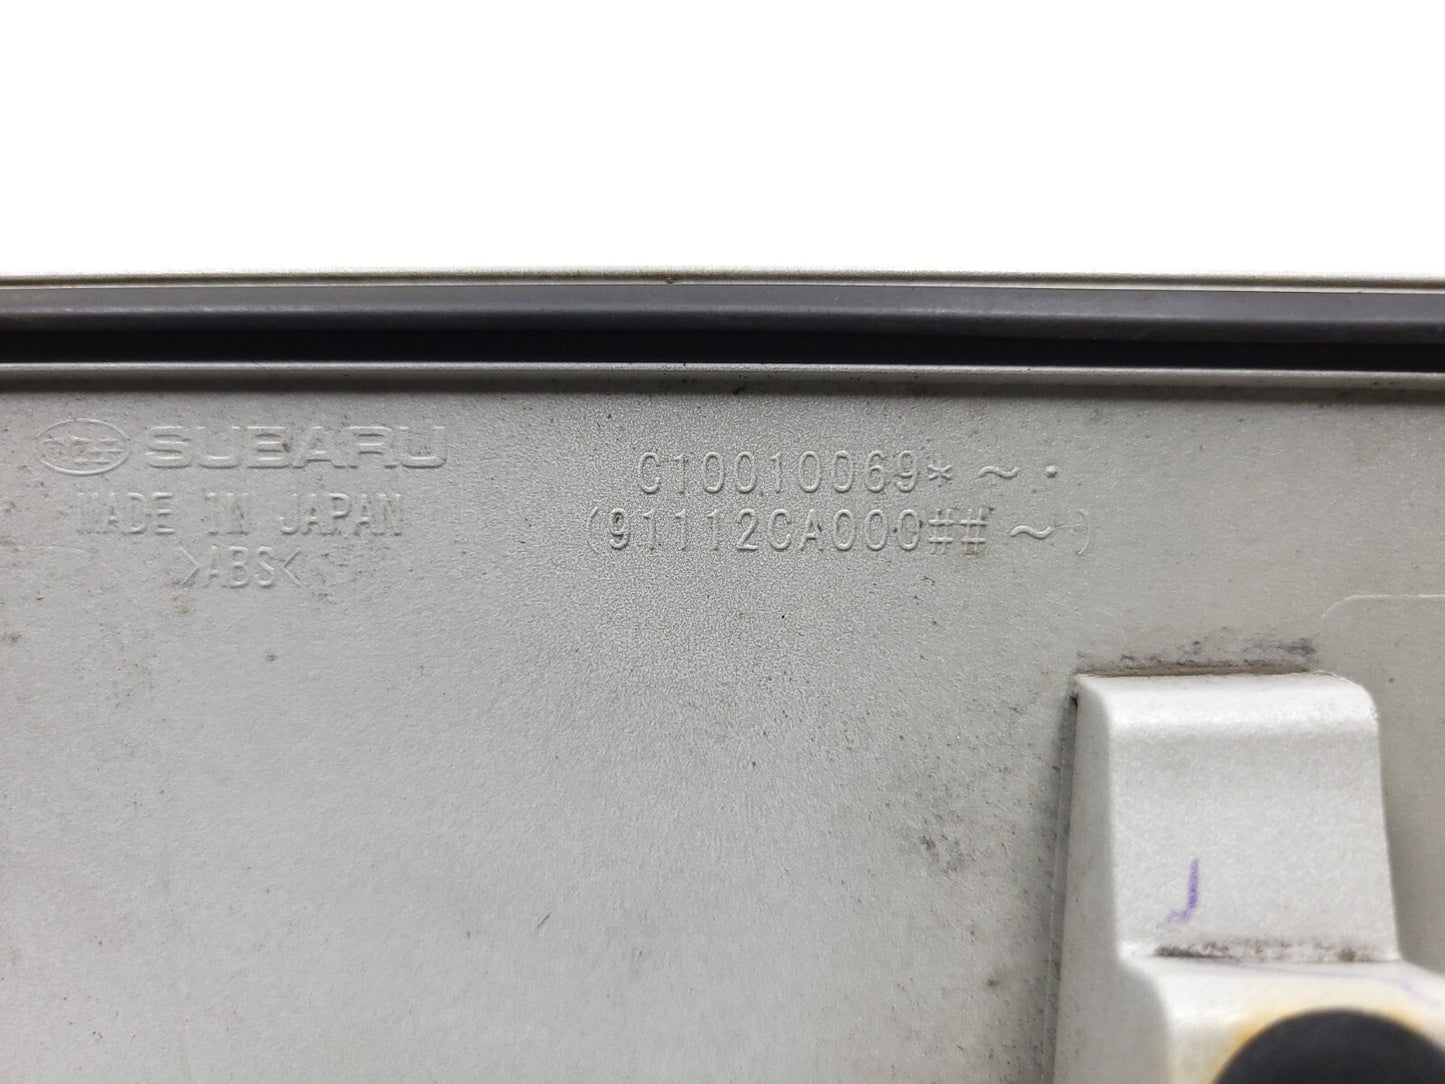 SUBARU
MADE IN JAPAN
>ABS<
C10010069* ~ ·
(91112CA000## ~ )